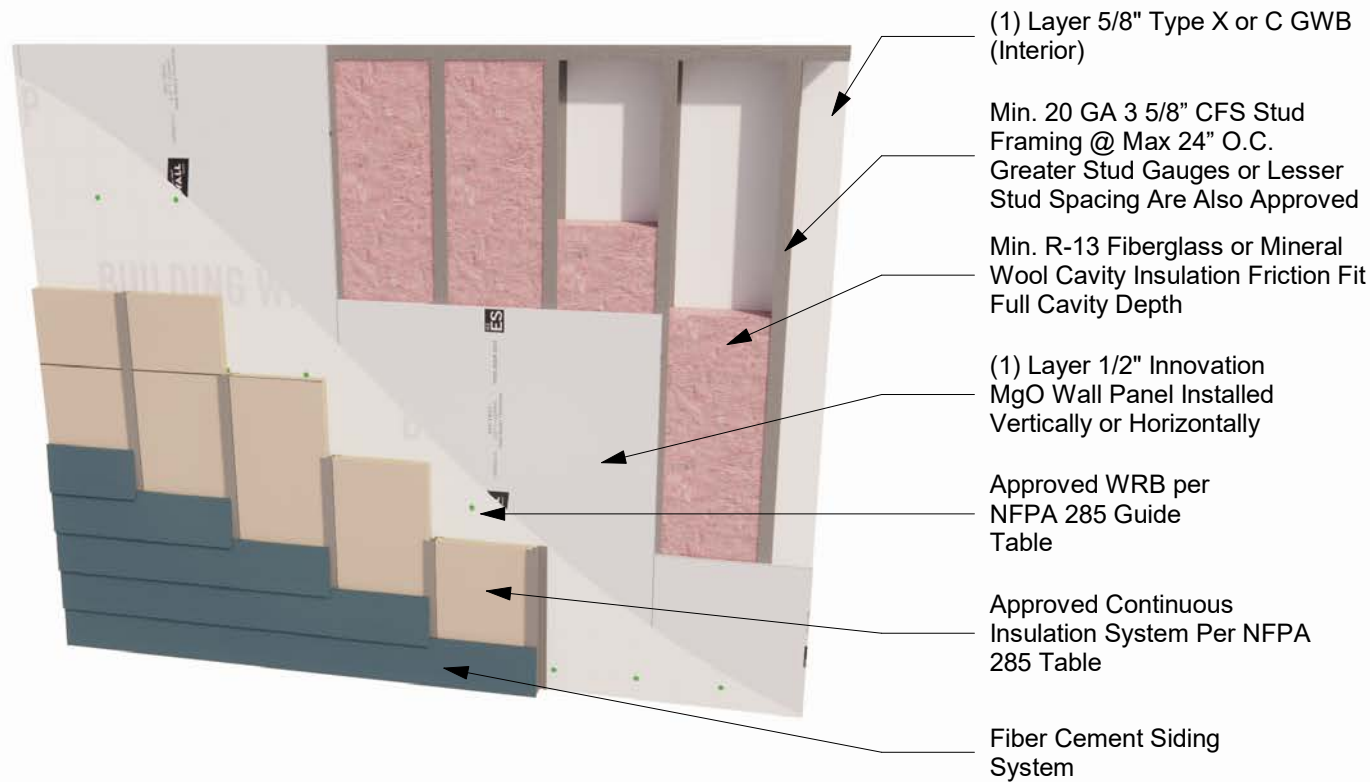 (1) Layer 5/8" Type X or C GWB
(Interior)
Min. 20 GA 3 5/8” CFS Stud
Framing @ Max 24” O.C.
Greater Stud Gauges or Lesser
Stud Spacing Are Also Approved
Min. R-13 Fiberglass or Mineral
Wool Cavity Insulation Friction Fit
Full Cavity Depth
(1) Layer 1/2" Innovation
MgO Wall Panel Installed
Vertically or Horizontally
Approved WRB per
NFPA 285 Guide
Table
Approved Continuous
Insulation System Per NFPA
285 Table
Fiber Cement Siding
System
BUILDING
WALL
ES